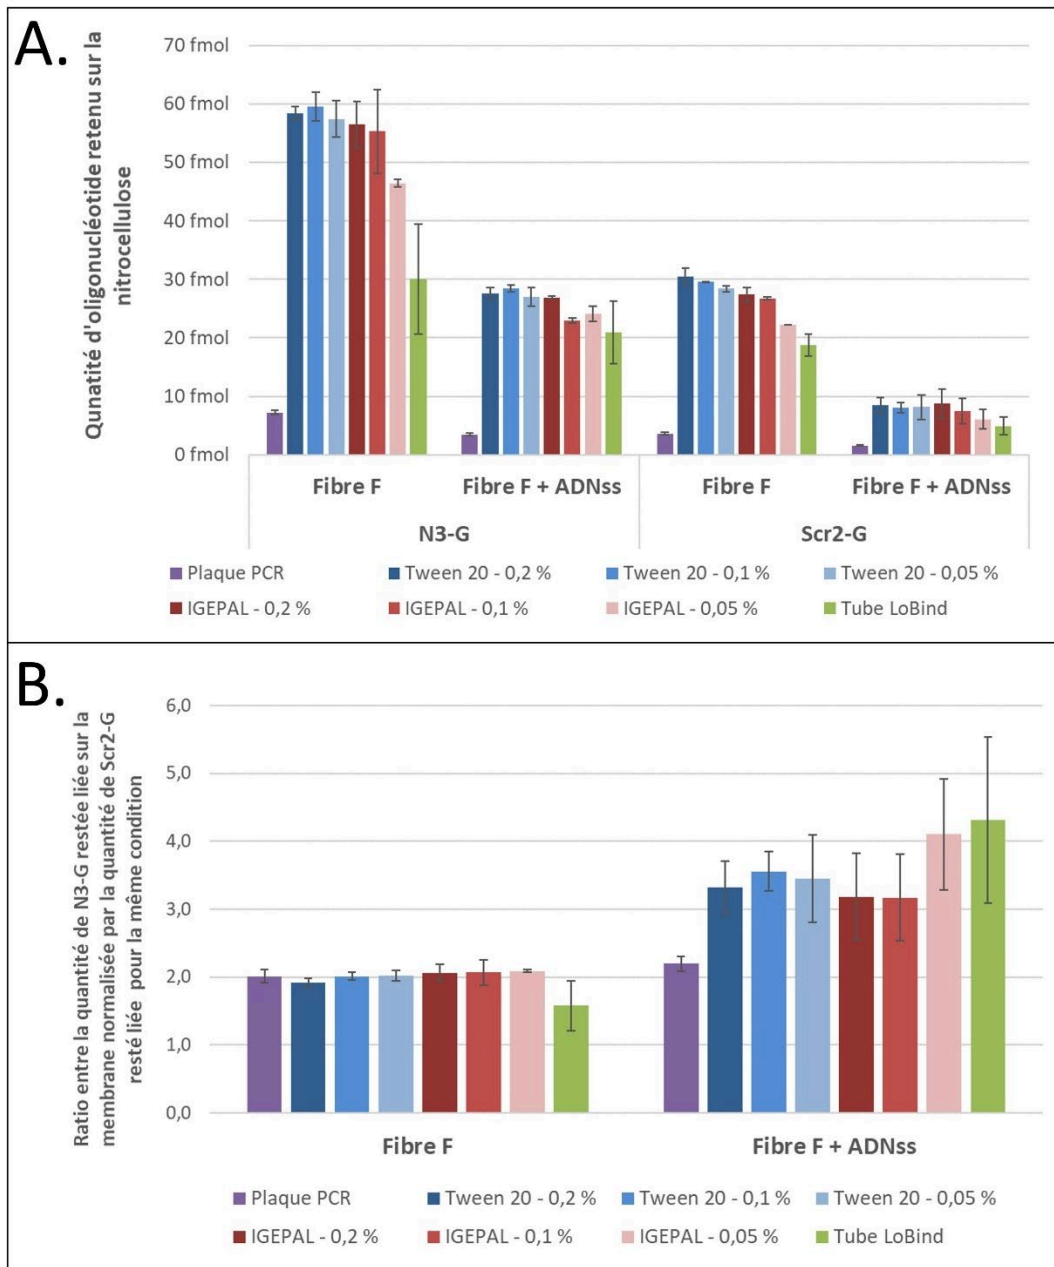 A.
Qunatité d'oligonucléotide retenu sur la
nitrocellulose
70 fmol
60 fmol
50 fmol
40 fmol
30 fmol
20 fmol
10 fmol
0 fmol
Fibre F
Fibre F + ADNss
Fibre F
Fibre F + ADNss
N3-G
Scr2-G
Plaque PCR
Tween 20 - 0,2 %
Tween 20 - 0,1 %
Tween 20 - 0,05 %
IGEPAL - 0,2 %
IGEPAL - 0,1 %
IGEPAL - 0,05 %
Tube LoBind
B.
Ratio entre la quantité de N3-G restée liée sur la
membrane normalisée par la quantité de Scr2-G
resté liée pour la même condition
6,0
5,0
4,0
3,0
2,0
1,0
0,0
Fibre F
Fibre F + ADNss
Plaque PCR
Tween 20 - 0,2 %
Tween 20 - 0,1 %
Tween 20 - 0,05 %
IGEPAL - 0,2 %
IGEPAL - 0,1 %
IGEPAL - 0,05 %
Tube LoBind